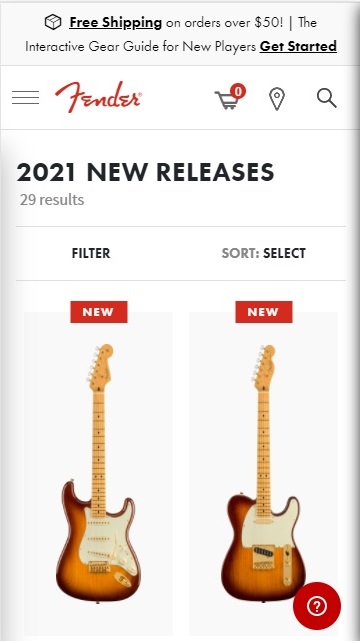 Free Shipping on orders over $50! | The
Interactive Gear Guide for New Players Get Started
Fender
0
2021 NEW RELEASES
29 results
FILTER
SORT: SELECT
NEW
NEW
?